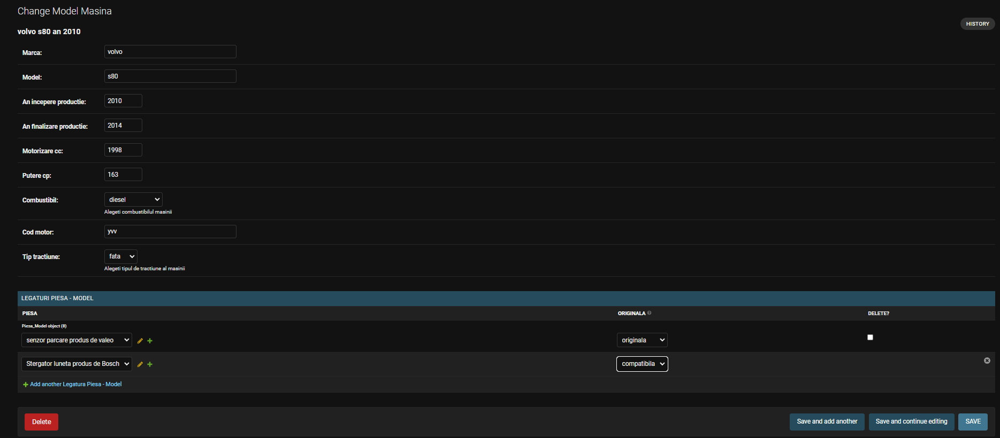 Change Model Masina
HISTORY
volvo s80 an 2010
Marca: volvo
Model: s80
An incepere productie: 2010
An finalizare productie: 2014
Motorizare cc: 1998
Putere cp: 163
Combustibil: diesel
Alegeti combustibilul masinii
Cod motor: yvv
Tip tractiune: fata
Alegeti tipul de tractiune al masinii
LEGATURI PIESA - MODEL
PIESA ORIGINALA ? DELETE?
Piesa_Model object (8)
senzor parcare produs de valeo originala
Stergator luneta produs de Bosch compatibila
Add another Legatura Piesa - Model
Delete Save and add another Save and continue editing SAVE